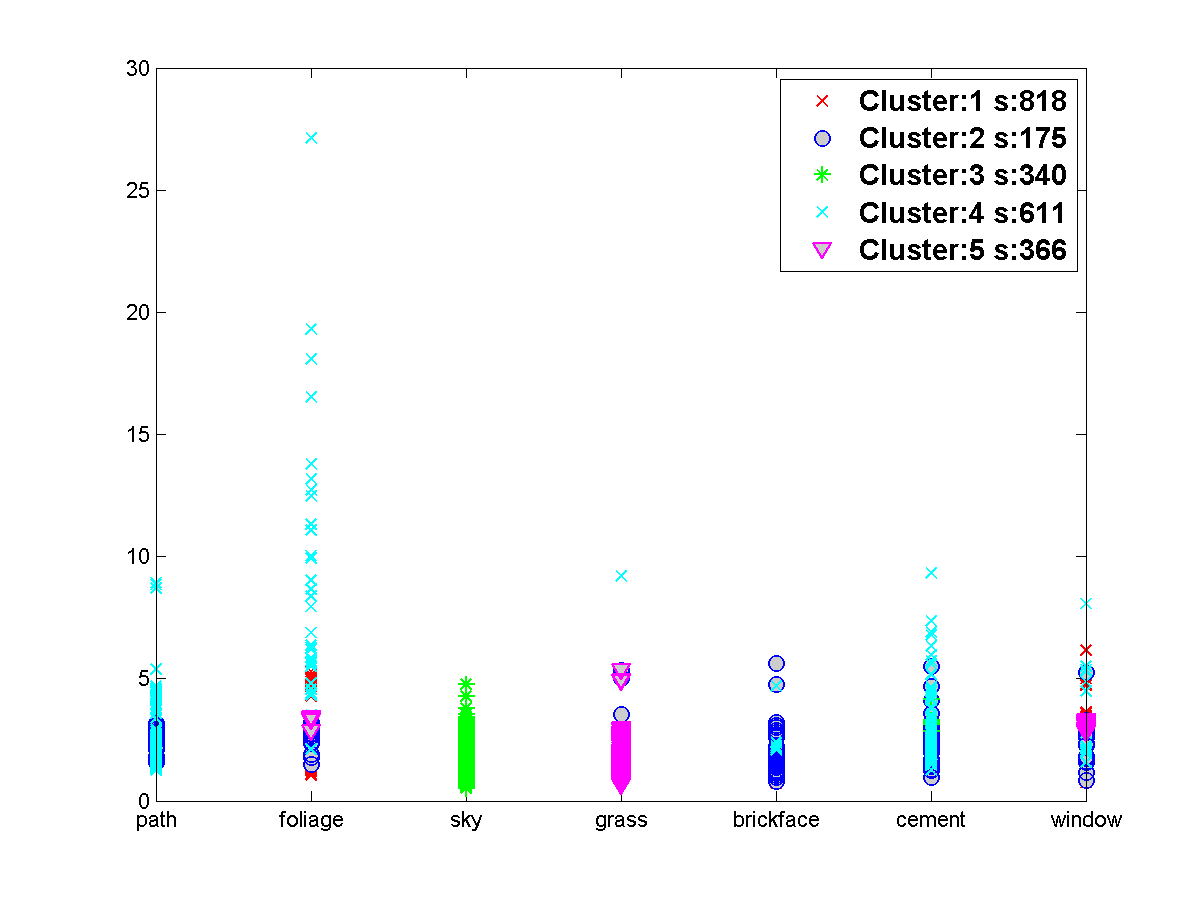 30
25
20
15
10
5
0
Cluster:1 s:818
Cluster:2 s:175
Cluster:3 s:340
Cluster:4 s:611
Cluster:5 s:366
path foliage sky grass brickface cement window